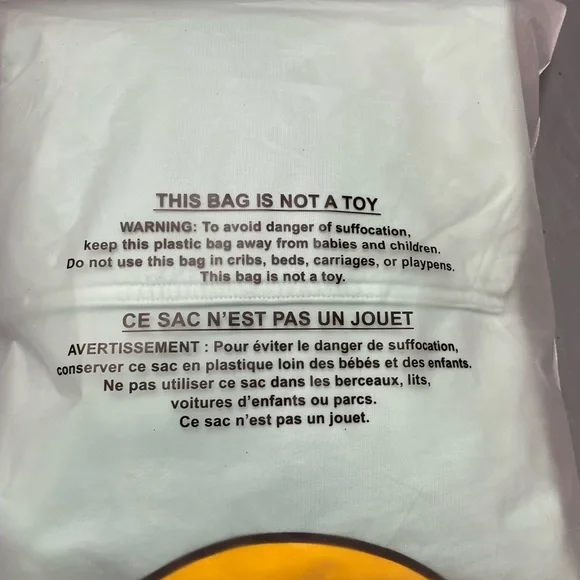 THIS BAG IS NOT A TOY
WARNING: To avoid danger of suffocation,
keep this plastic bag away from babies and children.
Do not use this bag in cribs, beds, carriages, or playpens.
This bag is not a toy.
CE SAC N'EST PAS UN JOUET
AVERTISSEMENT : Pour éviter le danger de suffocation,
conserver ce sac en plastique loin des bébés et des enfants.
Ne pas utiliser ce sac dans les berceaux, lits,
voitures d'enfants ou parcs.
Ce sac n'est pas un jouet.